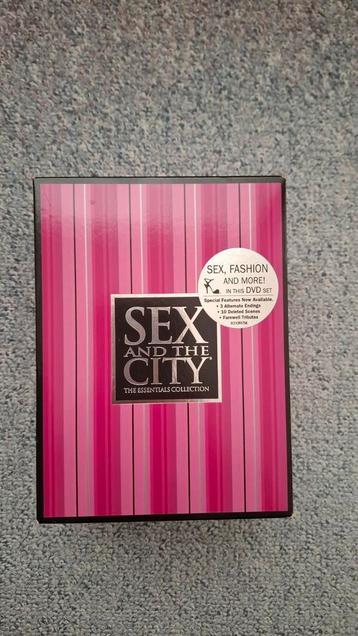 SEX, FASHION
AND MORE!
IN THIS DVD SET
Special Features Now Available.
• 3 Alternate Endings
• 10 Deleted Scenes
• Farewell Tributes
SEX
AND THE
CITY
THE ESSENTIALS COLLECTION